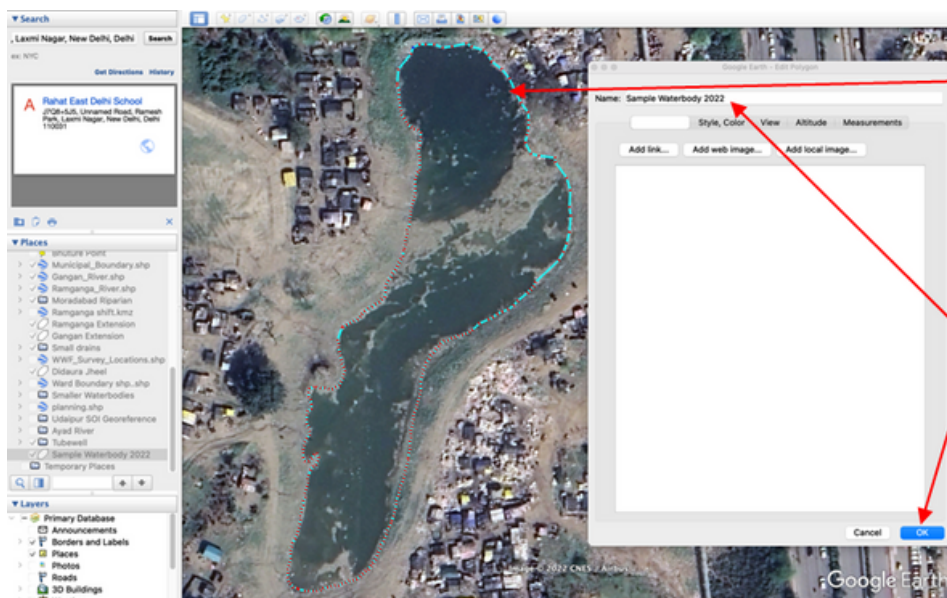 ▼ Search
, Laxmi Nagar, New Delhi, Delhi Search
ex: NYC
Get Directions History
A Rahat East Delhi School
J7Q8+5J5, Unnamed Road, Ramesh
Park, Laxmi Nagar, New Delhi, Delhi
110031
▼ Places
Bhuture Point
Municipal_Boundary.shp
Gangan_River.shp
Ramganga_River.shp
Moradabad Riparian
Ramganga shift.kmz
Ramganga Extension
Gangan Extension
Small drains
WWF_Survey_Locations.shp
Didaura Jheel
Ward Boundary shp..shp
Smaller Waterbodies
planning.shp
Udaipur SOI Georeference
Ayad River
Tubewell
Sample Waterbody 2022
Temporary Places
▼ Layers
Primary Database
Announcements
Borders and Labels
Places
Photos
Roads
3D Buildings
Google Earth - Edit Polygon
Name: Sample Waterbody 2022
Style, Color View Altitude Measurements
Add link... Add web image... Add local image...
Cancel OK
Image © 2022 CNES / Airbus
Google Earth